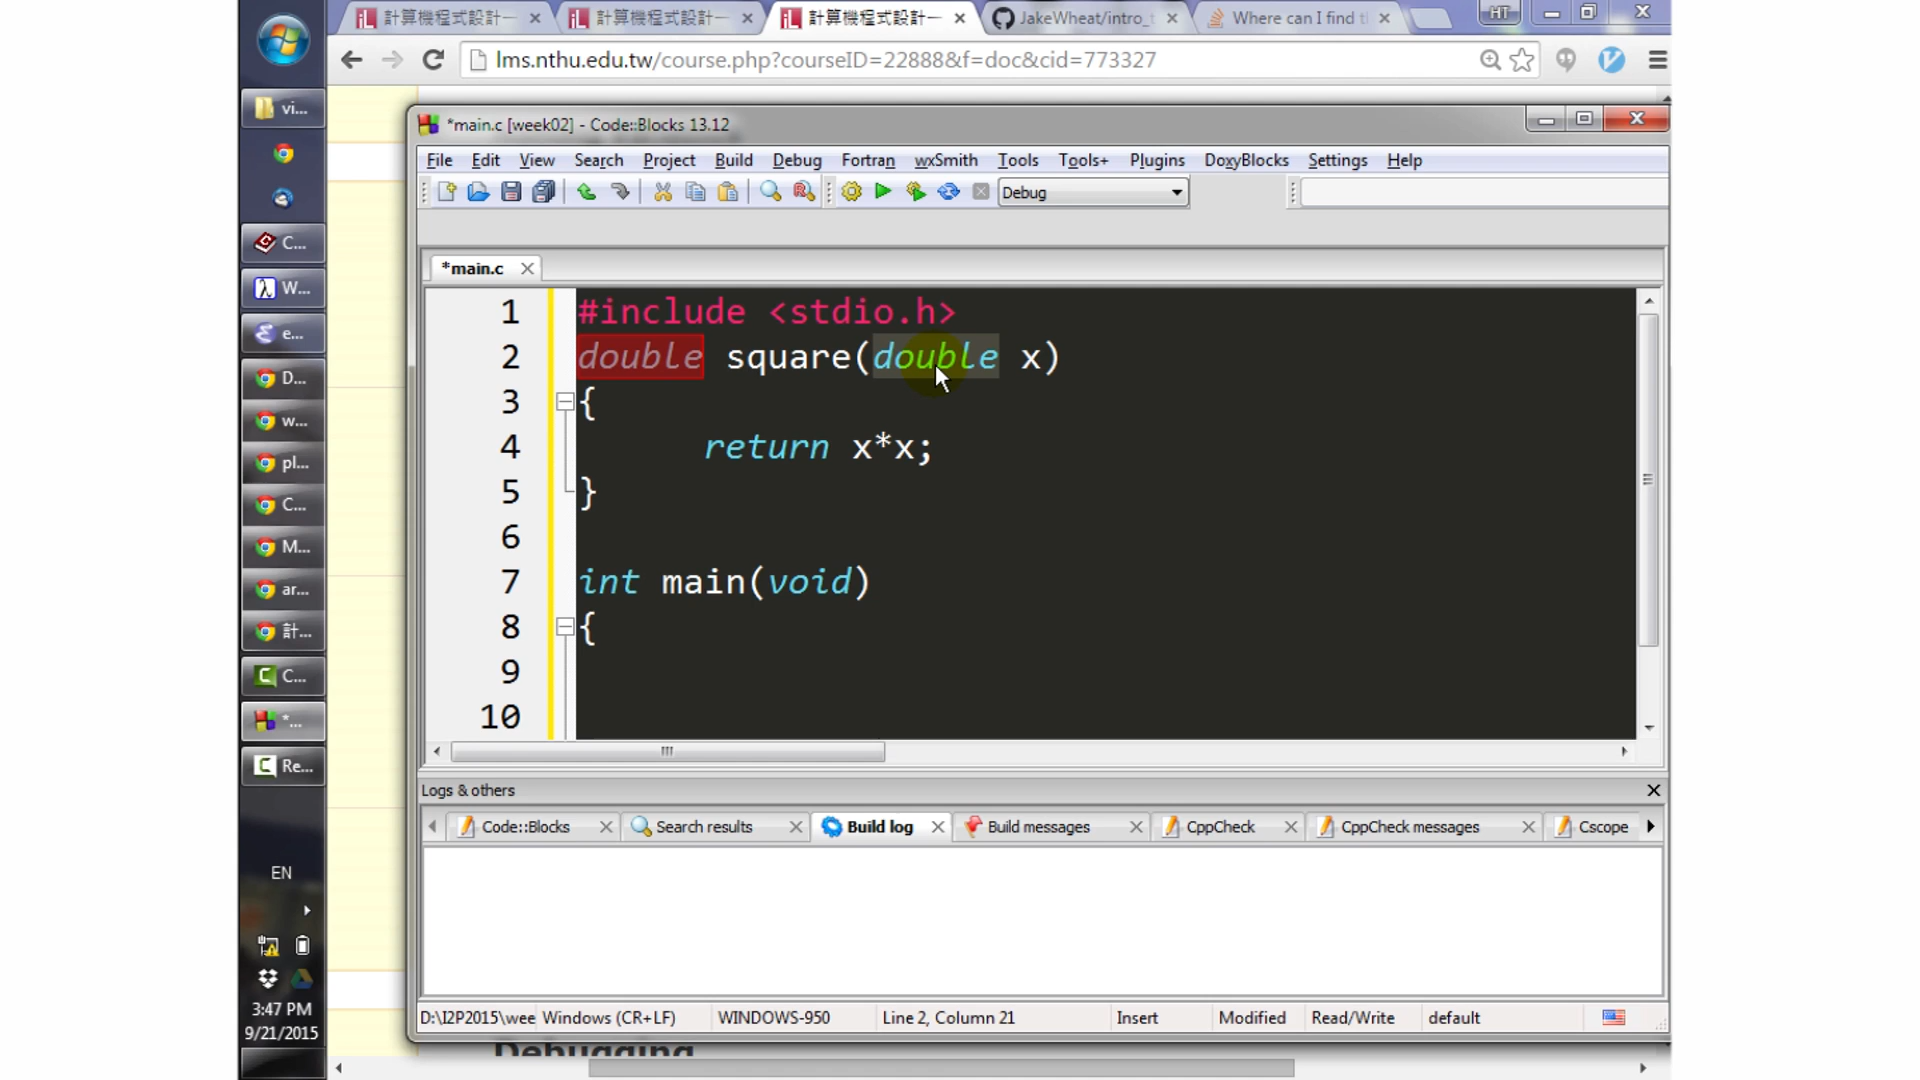 計算機程式設計一
計算機程式設計一
計算機程式設計一
JakeWheat/intro_
Where can I find t
HT
lms.nthu.edu.tw/course.php?courseID=22888&f=doc&cid=773327
*main.c [week02] - Code::Blocks 13.12
File Edit View Search Project Build Debug Fortran wxSmith Tools Tools+ Plugins DoxyBlocks Settings Help
Debug
*main.c
1 #include <stdio.h>
2 double square(double x)
3 {
4 return x*x;
5 }
6
7 int main(void)
8 {
9
10
Logs & others
Code::Blocks
Search results
Build log
Build messages
CppCheck
CppCheck messages
Cscope
D:\I2P2015\wee
Windows (CR+LF)
WINDOWS-950
Line 2, Column 21
Insert
Modified
Read/Write
default
Debugging
vi...
C...
W...
e...
D...
w...
pl...
C...
M...
ar...
計...
C...
*...
Re...
EN
3:47 PM
9/21/2015